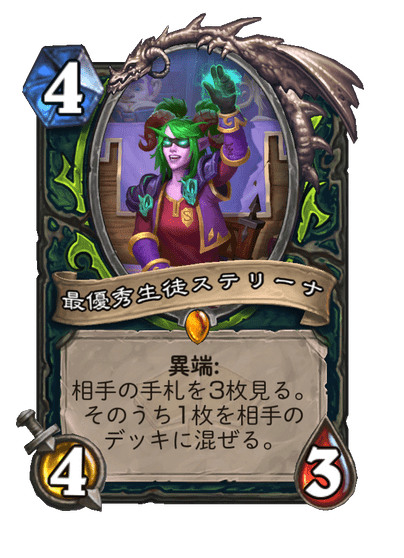 4
最優秀生徒ステリーナ
異端:
相手の手札を3枚見る。
そのうち1枚を相手の
デッキに混ぜる。
4
3